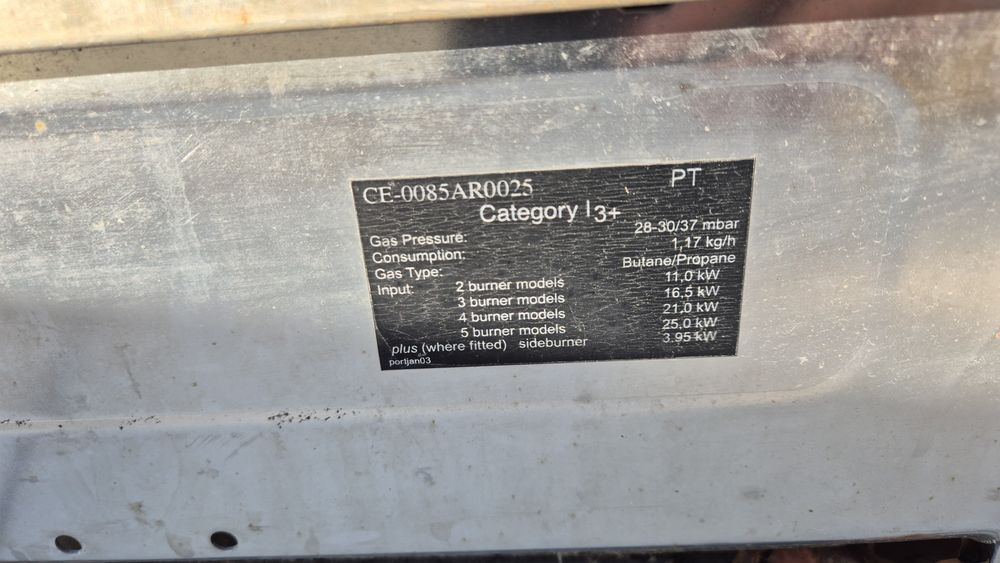 CE-0085AR0025 PT
Category I3+
Gas Pressure: 28-30/37 mbar
Consumption: 1,17 kg/h
Gas Type: Butane/Propane
Input: 2 burner models 11,0 kW
3 burner models 16,5 kW
4 burner models 21,0 kW
5 burner models 25,0 kW
plus (where fitted) sideburner 3,95 kW
portjan03